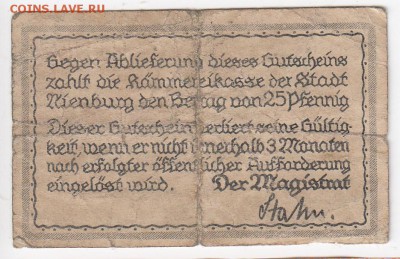 COINS.LAVE.RU
Gegen Ablieferung dieses Gutscheins
zahlt die Kämmereikasse der Stadt
Nienburg den Betrag von 25 Pfennig
Dieser Gutschein verliert seine Gültig-
keit, wenn er nicht innerhalb 3 Monaten
nach erfolgter öffentlicher Aufforderung
eingelöst wird. Der Magistrat
Stahn.